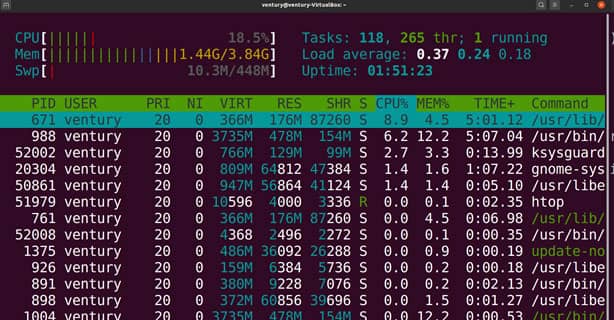 ventury@ventury-VirtualBox: ~
CPU[|||||| 18.5%] Tasks: 118, 265 thr; 1 running
Mem[||||||||||||||||||1.44G/3.84G] Load average: 0.37 0.24 0.18
Swp[| 10.3M/448M] Uptime: 01:51:23
PID USER PRI NI VIRT RES SHR S CPU% MEM% TIME+ Command
671 ventury 20 0 366M 176M 87260 S 8.9 4.5 5:01.12 /usr/lib/
988 ventury 20 0 3735M 478M 154M S 6.2 12.2 5:07.04 /usr/bin/
52002 ventury 20 0 766M 129M 99M S 2.7 3.3 0:13.99 ksysguard
20304 ventury 20 0 809M 64812 47384 S 1.4 1.6 1:07.22 gnome-sys
50861 ventury 20 0 947M 56864 41124 S 1.4 1.4 0:05.10 /usr/libe
51979 ventury 20 0 10596 4000 3336 R 0.0 0.1 0:02.35 htop
761 ventury 20 0 366M 176M 87260 S 0.0 4.5 0:06.98 /usr/lib/
52008 ventury 20 0 4368 2496 2272 S 0.0 0.1 0:00.35 /usr/bin/
1375 ventury 20 0 486M 36092 26288 S 0.0 0.9 0:00.19 update-no
926 ventury 20 0 159M 6384 5736 S 0.0 0.2 0:00.18 /usr/libe
891 ventury 20 0 380M 9228 7076 S 0.0 0.2 0:02.13 /usr/libe
898 ventury 20 0 372M 60856 39696 S 0.0 1.5 0:01.27 /usr/libe
1004 ventury 20 0 3735M 478M 154M S 0.0 12.2 0:00.53 /usr/bin/